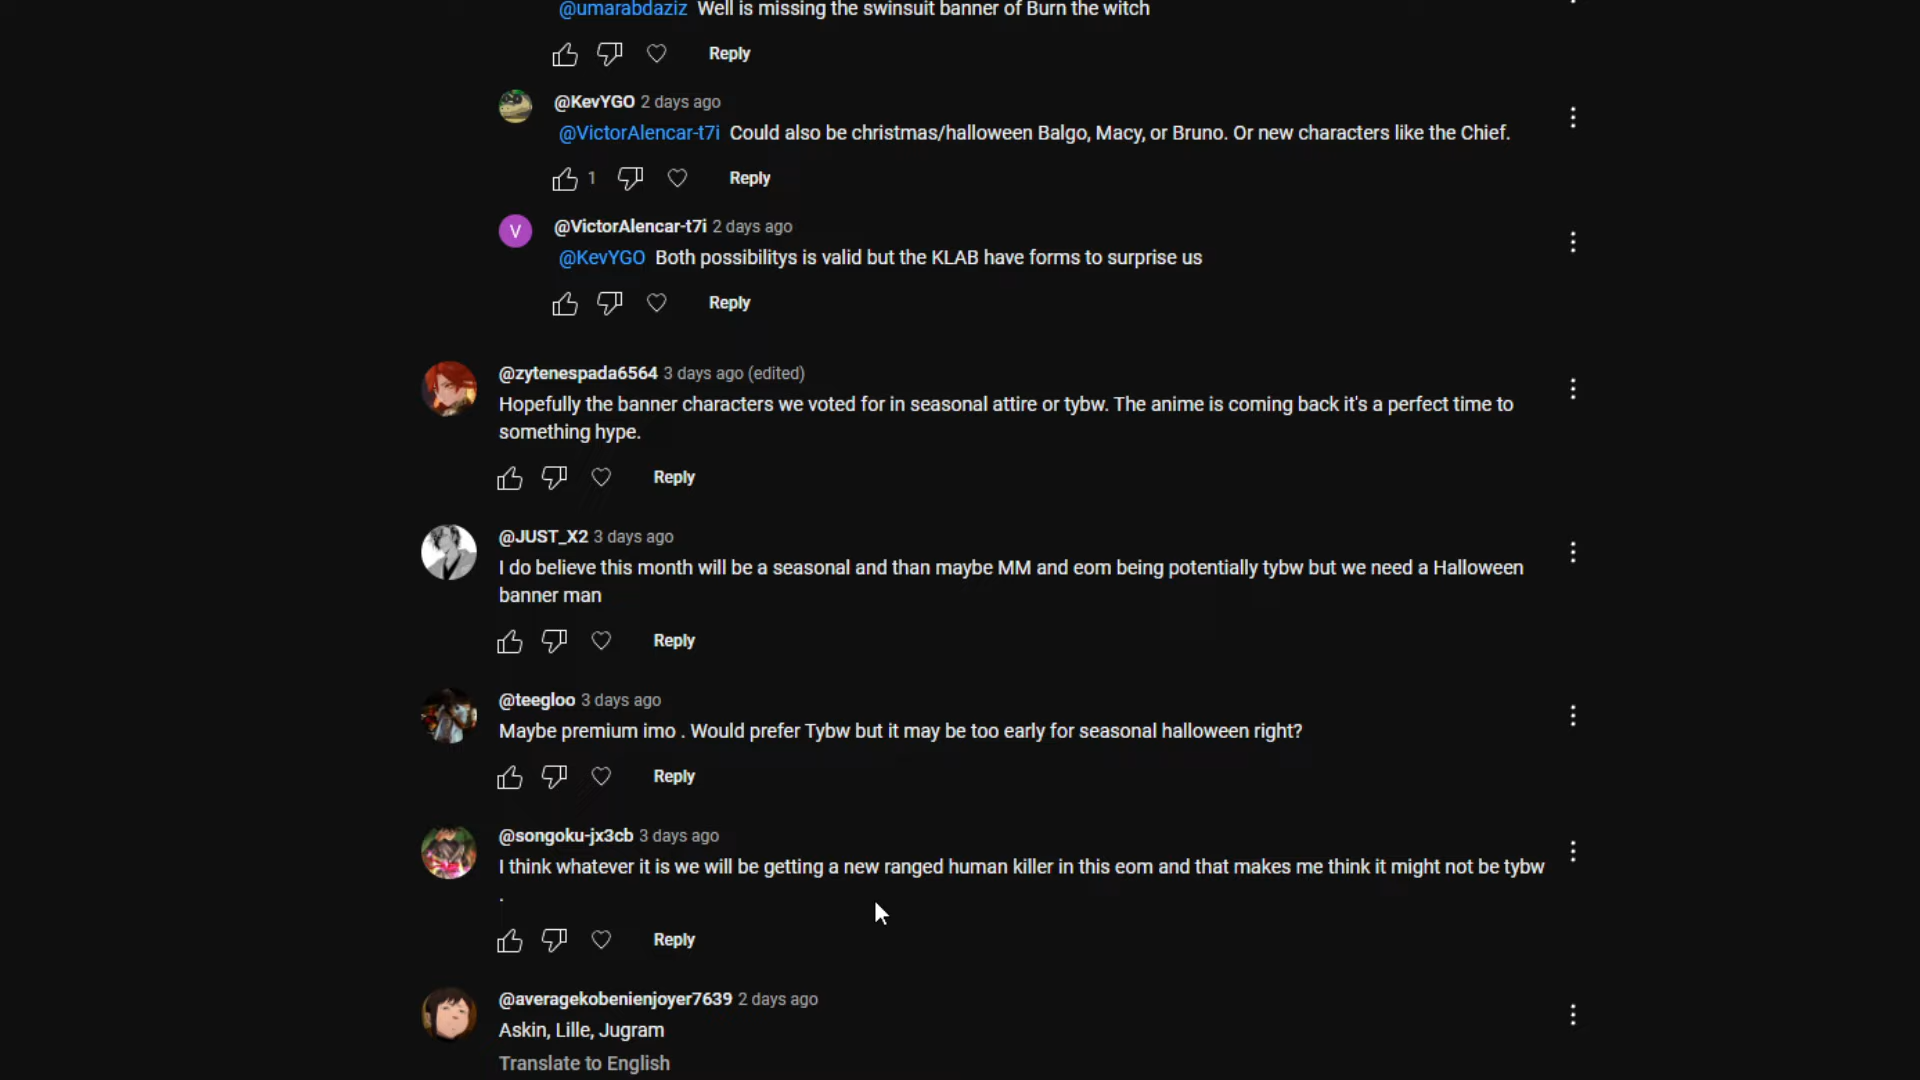 @umarabdaziz Well is missing the swinsuit banner of Burn the witch
Reply
@KevYGO 2 days ago
@VictorAlencar-t7i Could also be christmas/halloween Balgo, Macy, or Bruno. Or new characters like the Chief.
1 Reply
V
@VictorAlencar-t7i 2 days ago
@KevYGO Both possibilitys is valid but the KLAB have forms to surprise us
Reply
@zytenespada6564 3 days ago (edited)
Hopefully the banner characters we voted for in seasonal attire or tybw. The anime is coming back it's a perfect time to
something hype.
Reply
@JUST_X2 3 days ago
I do believe this month will be a seasonal and than maybe MM and eom being potentially tybw but we need a Halloween
banner man
Reply
@teegloo 3 days ago
Maybe premium imo . Would prefer Tybw but it may be too early for seasonal halloween right?
Reply
@songoku-jx3cb 3 days ago
I think whatever it is we will be getting a new ranged human killer in this eom and that makes me think it might not be tybw
.
Reply
@averagekobenienjoyer7639 2 days ago
Askin, Lille, Jugram
Translate to English